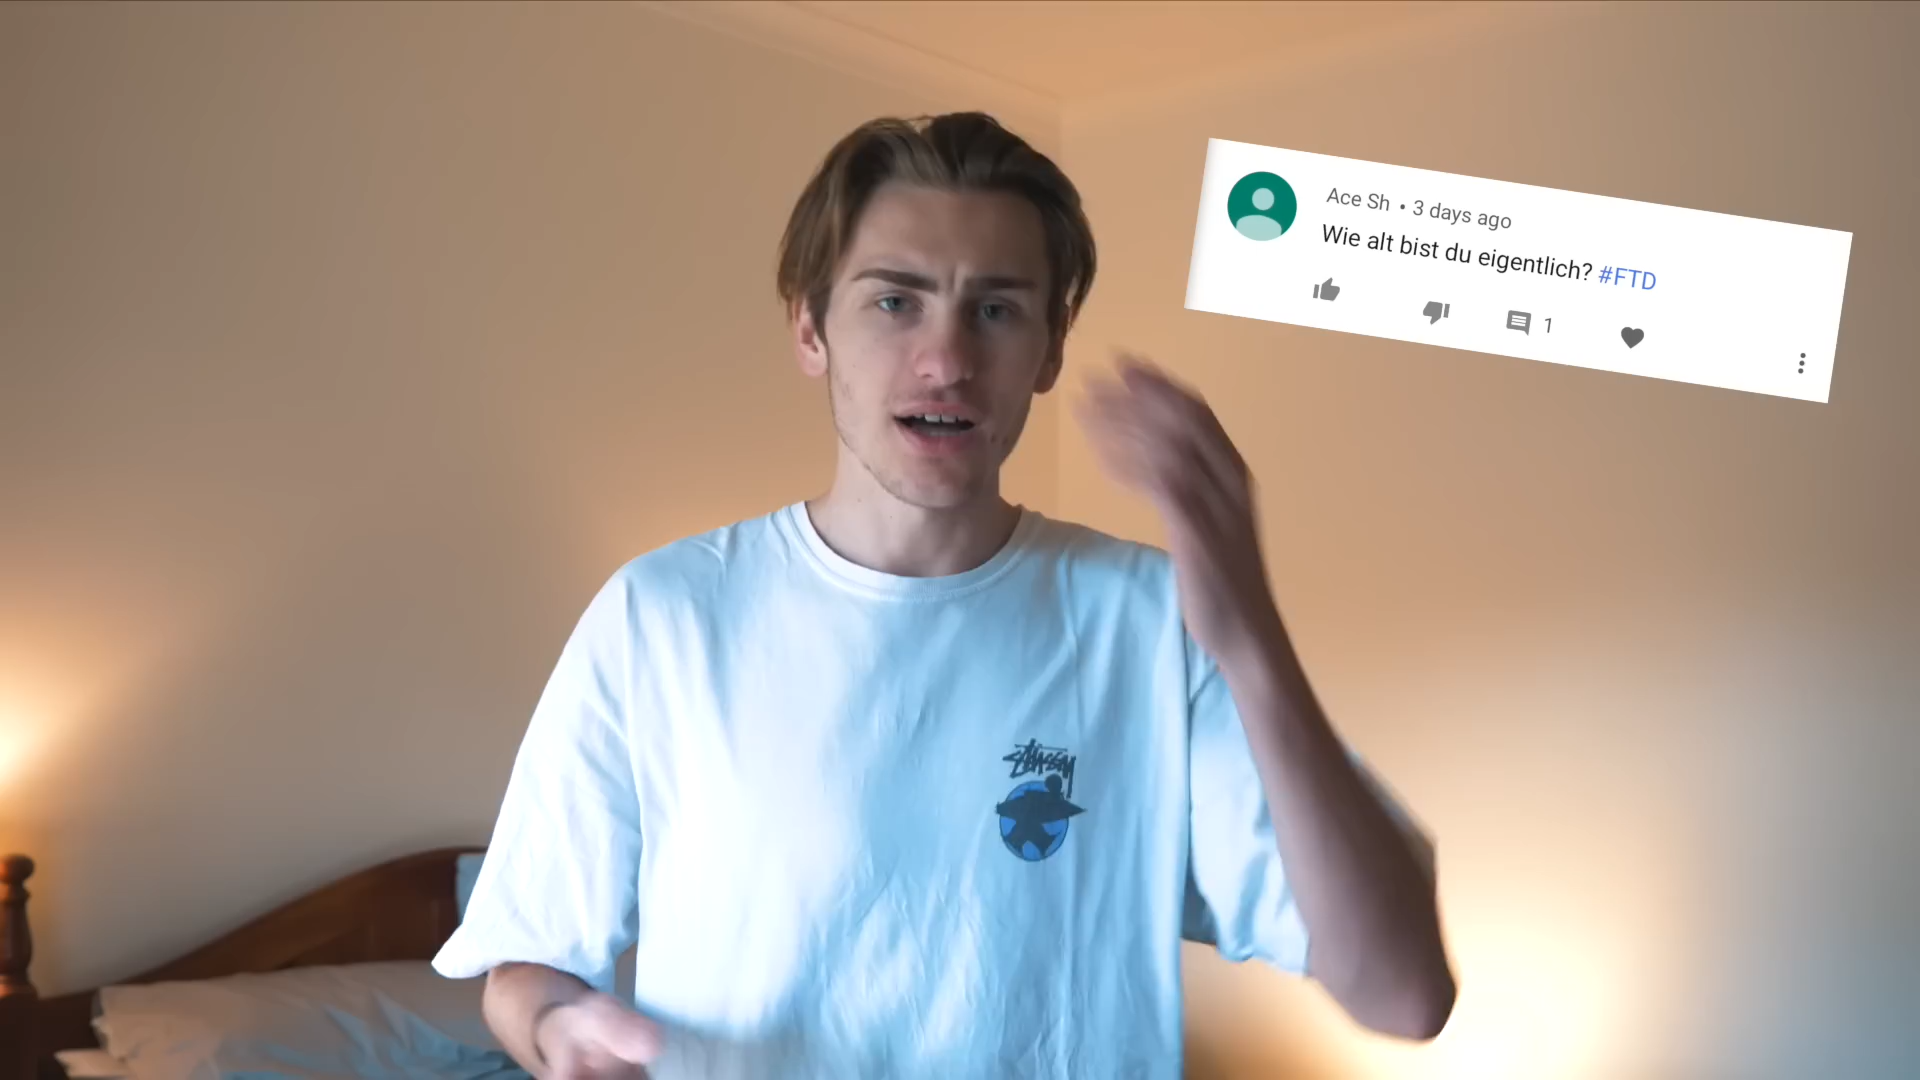 Ace Sh • 3 days ago
Wie alt bist du eigentlich? #FTD
1
STÜSSY